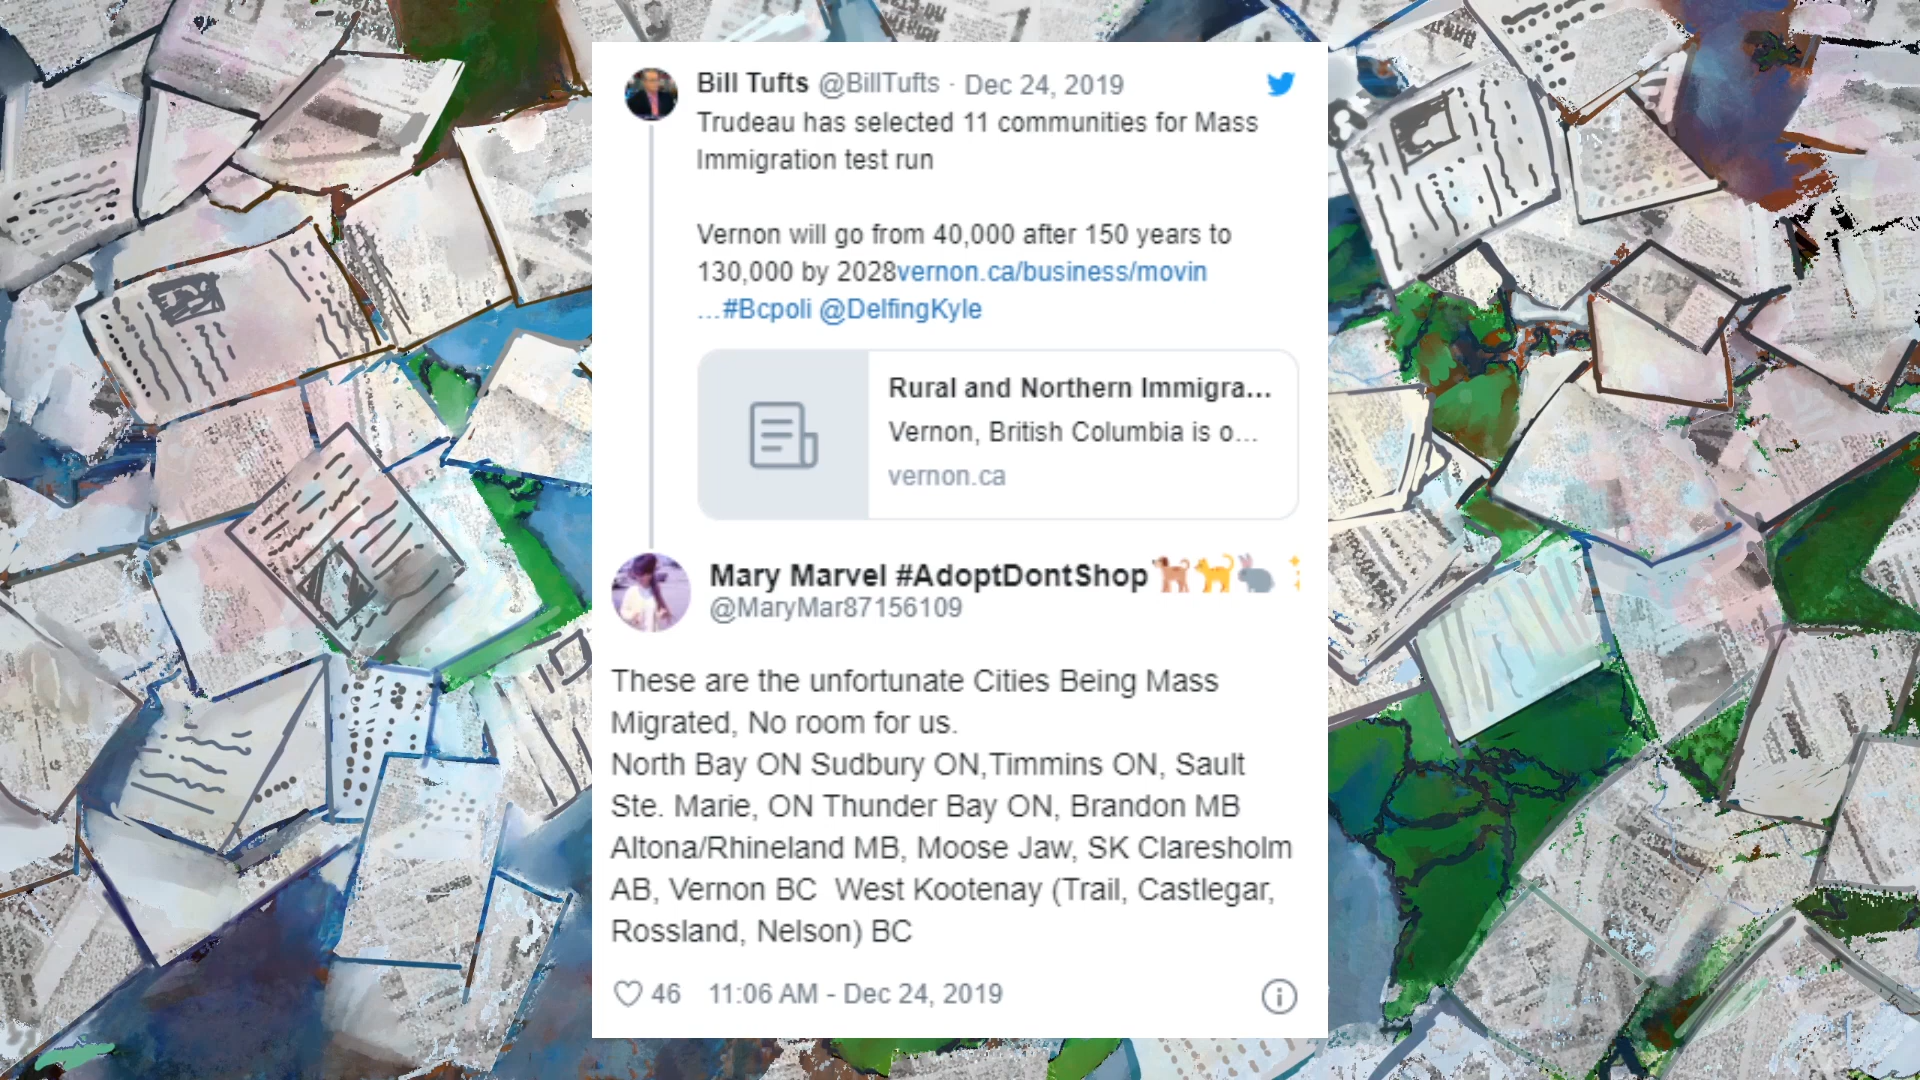 Bill Tufts @BillTufts · Dec 24, 2019
Trudeau has selected 11 communities for Mass
Immigration test run
Vernon will go from 40,000 after 150 years to
130,000 by 2028vernon.ca/business/movin
…#Bcpoli @DelfingKyle
Rural and Northern Immigra...
Vernon, British Columbia is o...
vernon.ca
Mary Marvel #AdoptDontShop🐕🐈🐇
@MaryMar87156109
These are the unfortunate Cities Being Mass
Migrated, No room for us.
North Bay ON Sudbury ON,Timmins ON, Sault
Ste. Marie, ON Thunder Bay ON, Brandon MB
Altona/Rhineland MB, Moose Jaw, SK Claresholm
AB, Vernon BC  West Kootenay (Trail, Castlegar,
Rossland, Nelson) BC
46 11:06 AM - Dec 24, 2019